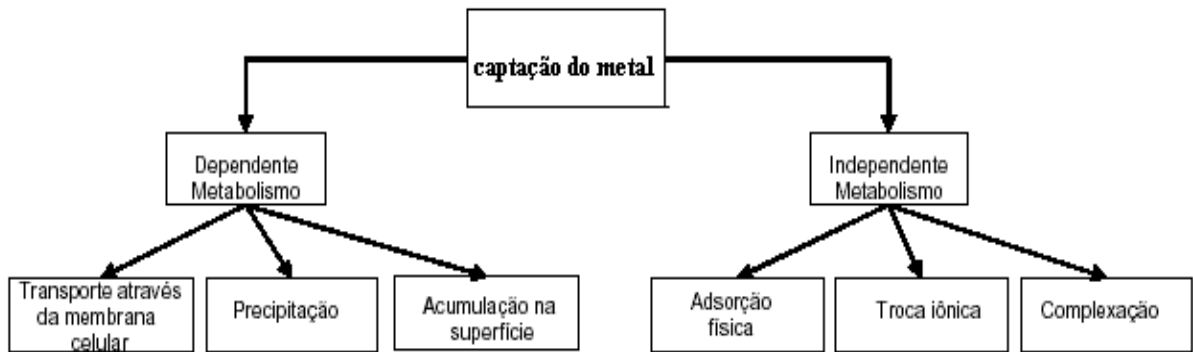 captação do metal
Dependente
Metabolismo
Independente
Metabolismo
Transporte através
da membrana
celular
Precipitação
Acumulação na
superfície
Adsorção
física
Troca iônica
Complexação